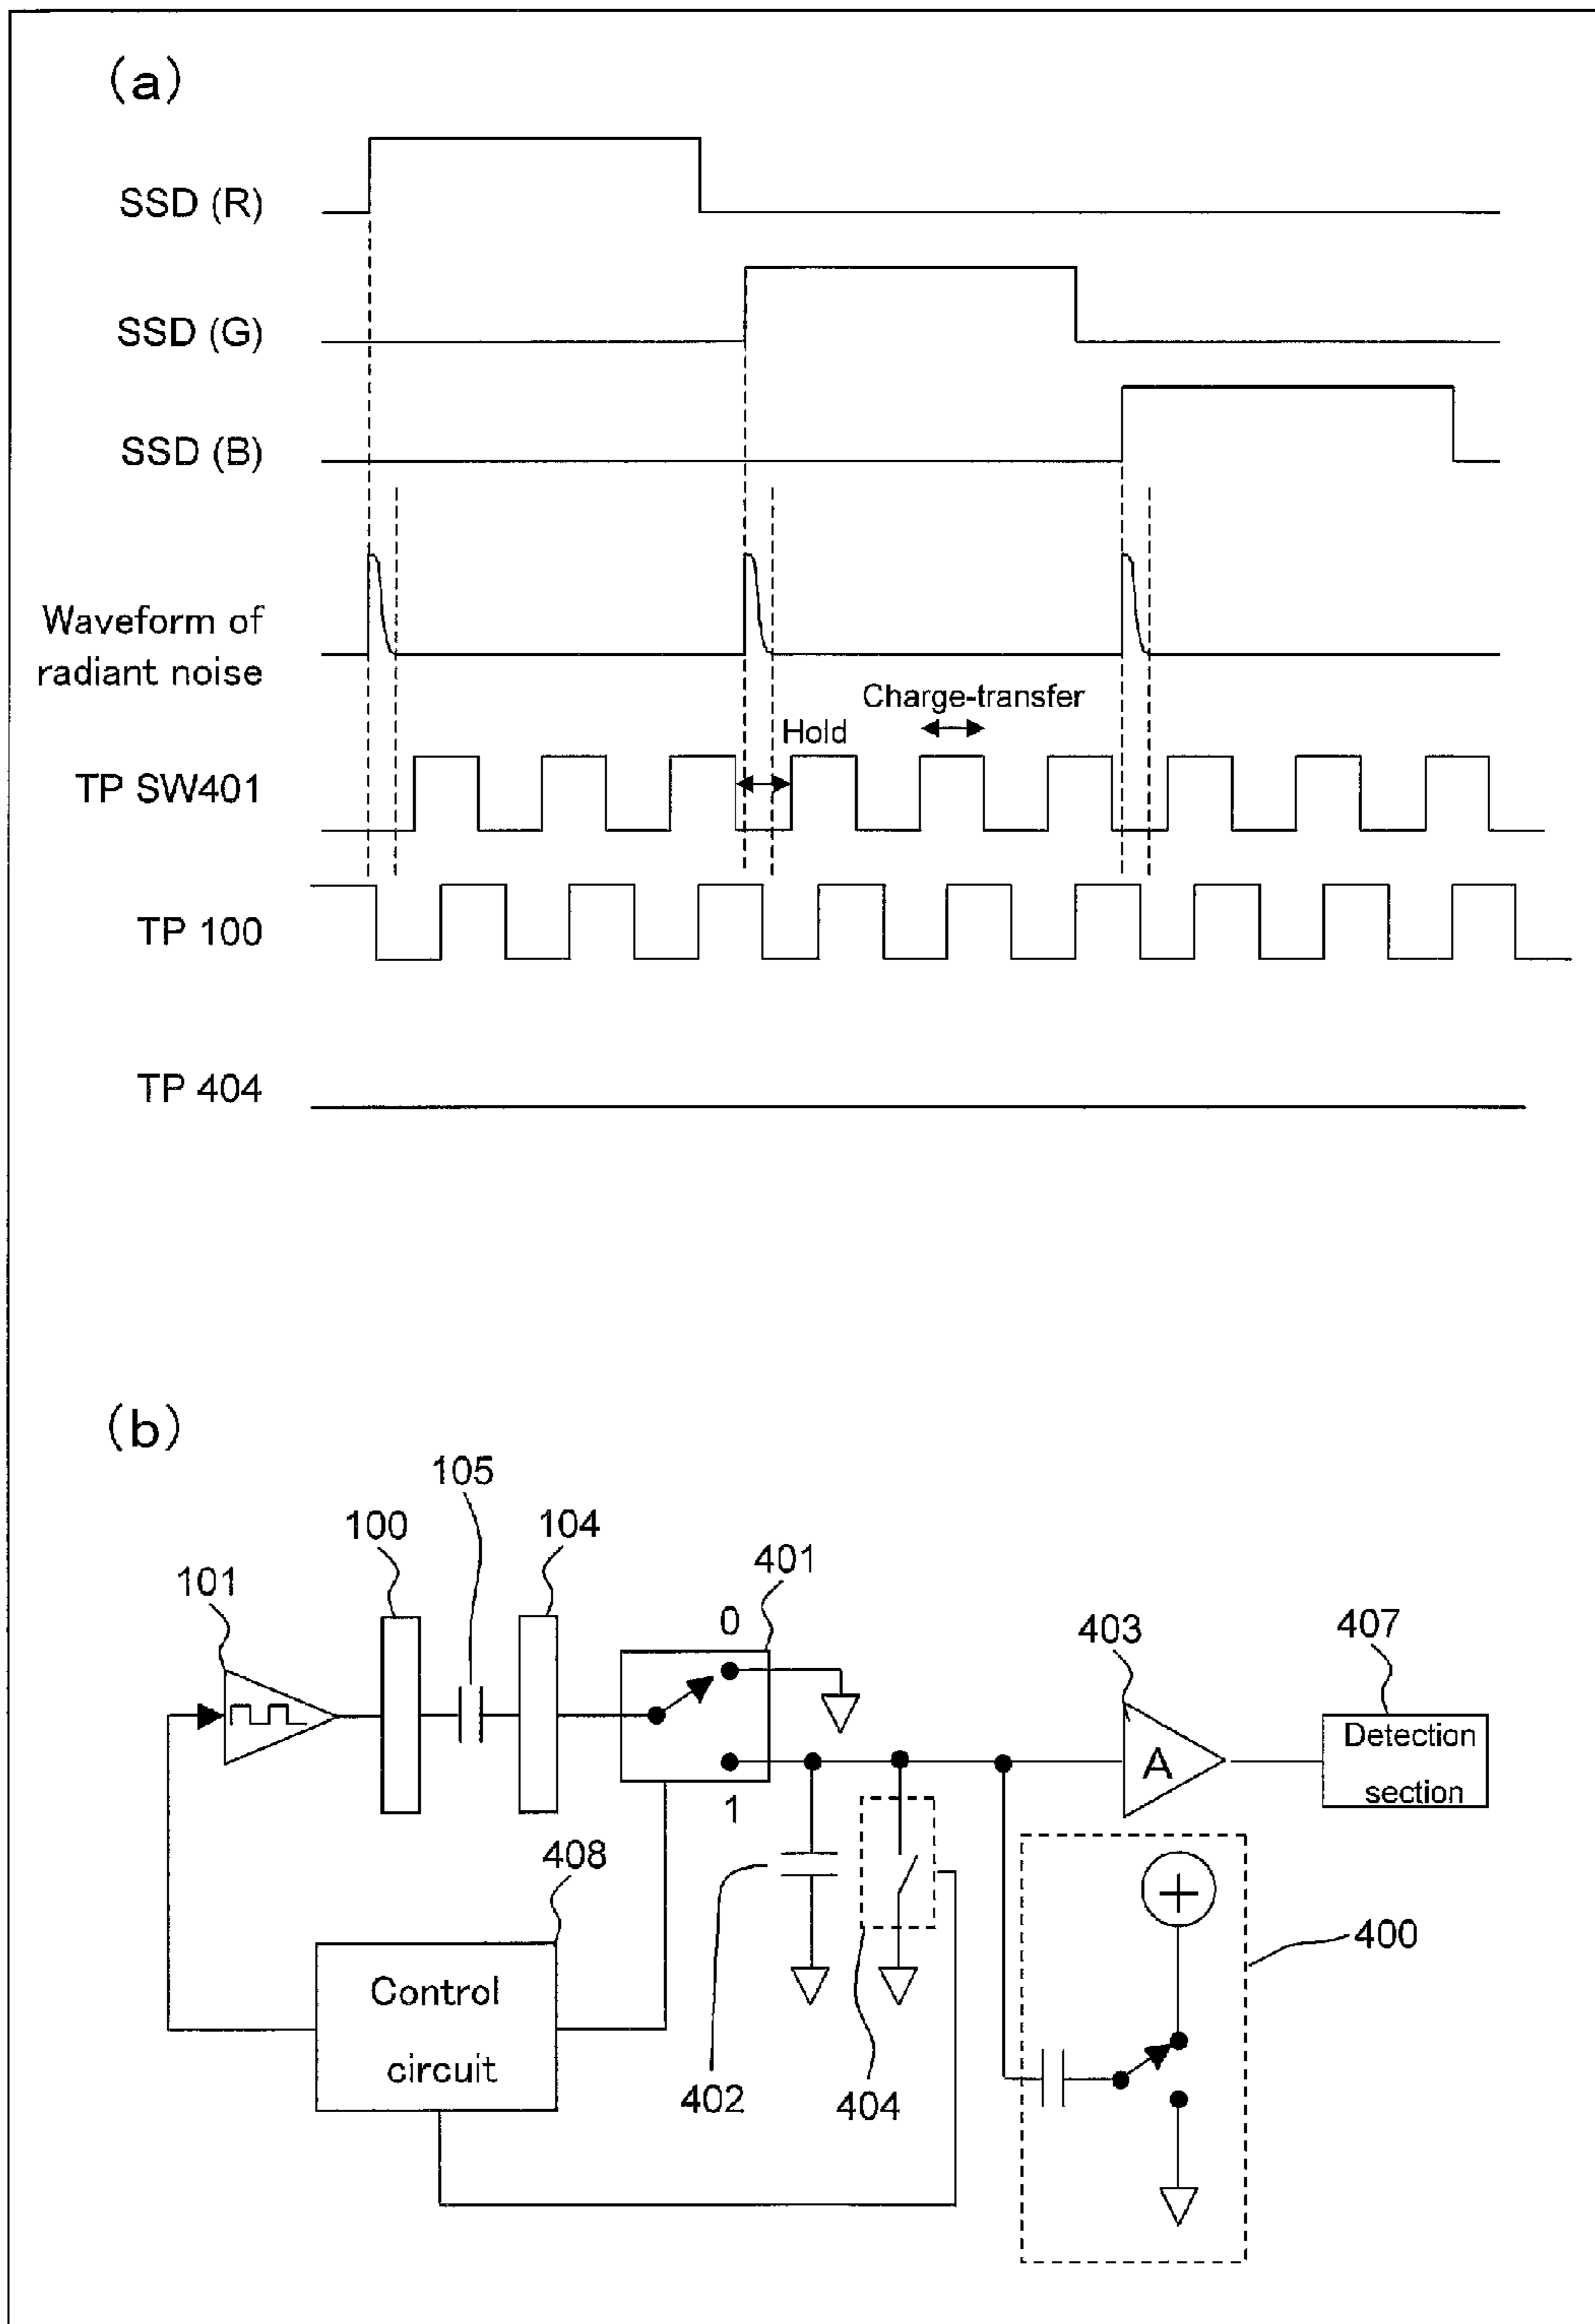 (a)
SSD (R)
SSD (G)
SSD (B)
Waveform of
radiant noise
Charge-transfer
Hold
TP SW401
TP 100
TP 404
(b)
105
100
104
401
101
0
403
407
Detection
section
A
1
408
400
Control
circuit
402
404